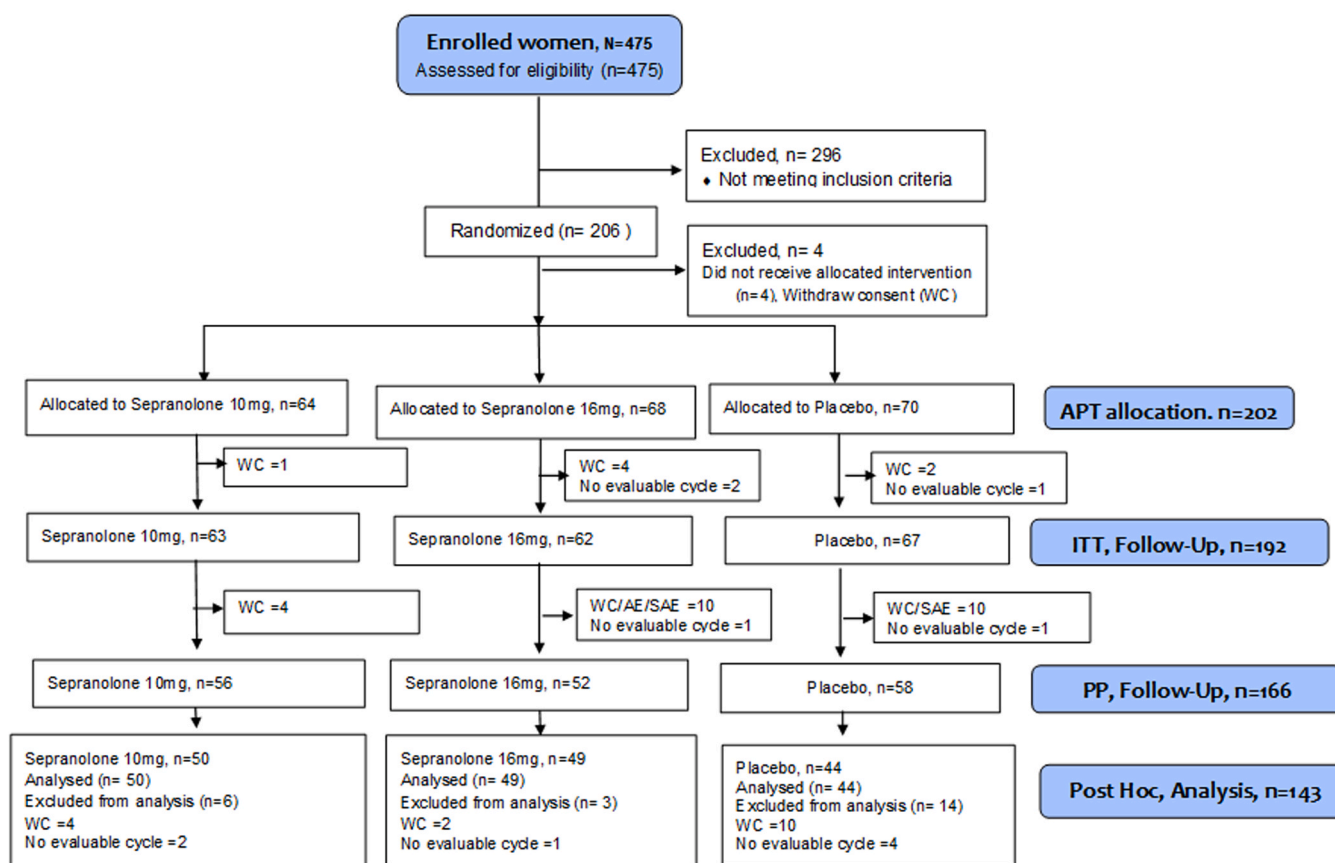 Enrolled women, N=475
Assessed for eligibility (n=475)
Excluded, n= 296
♦ Not meeting inclusion criteria
Randomized (n= 206 )
Excluded, n= 4
Did not receive allocated intervention
(n=4), Withdraw consent (WC)
Allocated to Sepranolone 10mg, n=64
Allocated to Sepranolone 16mg, n=68
Allocated to Placebo, n=70
APT allocation. n=202
WC =1
WC =4
No evaluable cycle =2
WC =2
No evaluable cycle =1
Sepranolone 10mg, n=63
Sepranolone 16mg, n=62
Placebo, n=67
ITT, Follow-Up, n=192
WC =4
WC/AE/SAE =10
No evaluable cycle =1
WC/SAE =10
No evaluable cycle =1
Sepranolone 10mg, n=56
Sepranolone 16mg, n=52
Placebo, n=58
PP, Follow-Up, n=166
Sepranolone 10mg, n=50
Analysed (n= 50)
Excluded from analysis (n=6)
WC =4
No evaluable cycle =2
Sepranolone 16mg, n=49
Analysed (n= 49)
Excluded from analysis (n= 3)
WC =2
No evaluable cycle =1
Placebo, n=44
Analysed (n= 44)
Excluded from analysis (n= 14)
WC =10
No evaluable cycle =4
Post Hoc, Analysis, n=143